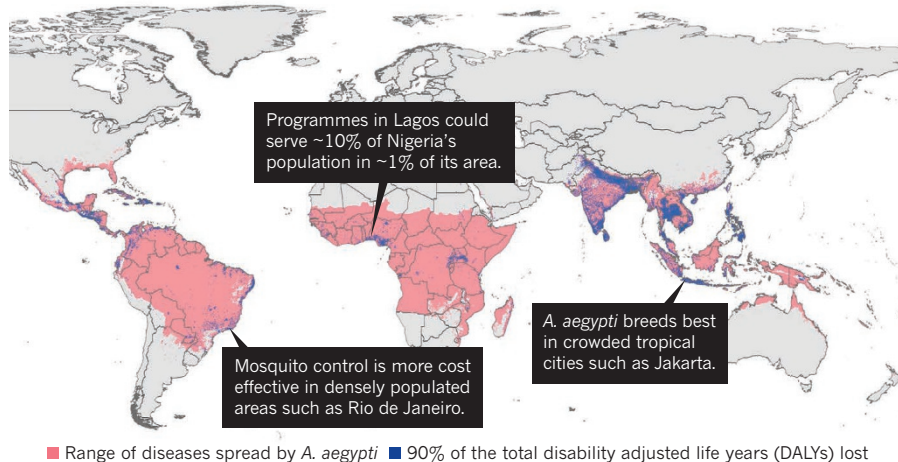 Programmes in Lagos could
serve ~10% of Nigeria's
population in ~1% of its area.
A. aegypti breeds best
in crowded tropical
cities such as Jakarta.
Mosquito control is more cost
effective in densely populated
areas such as Rio de Janeiro.
Range of diseases spread by A. aegypti 90% of the total disability adjusted life years (DALYs) lost